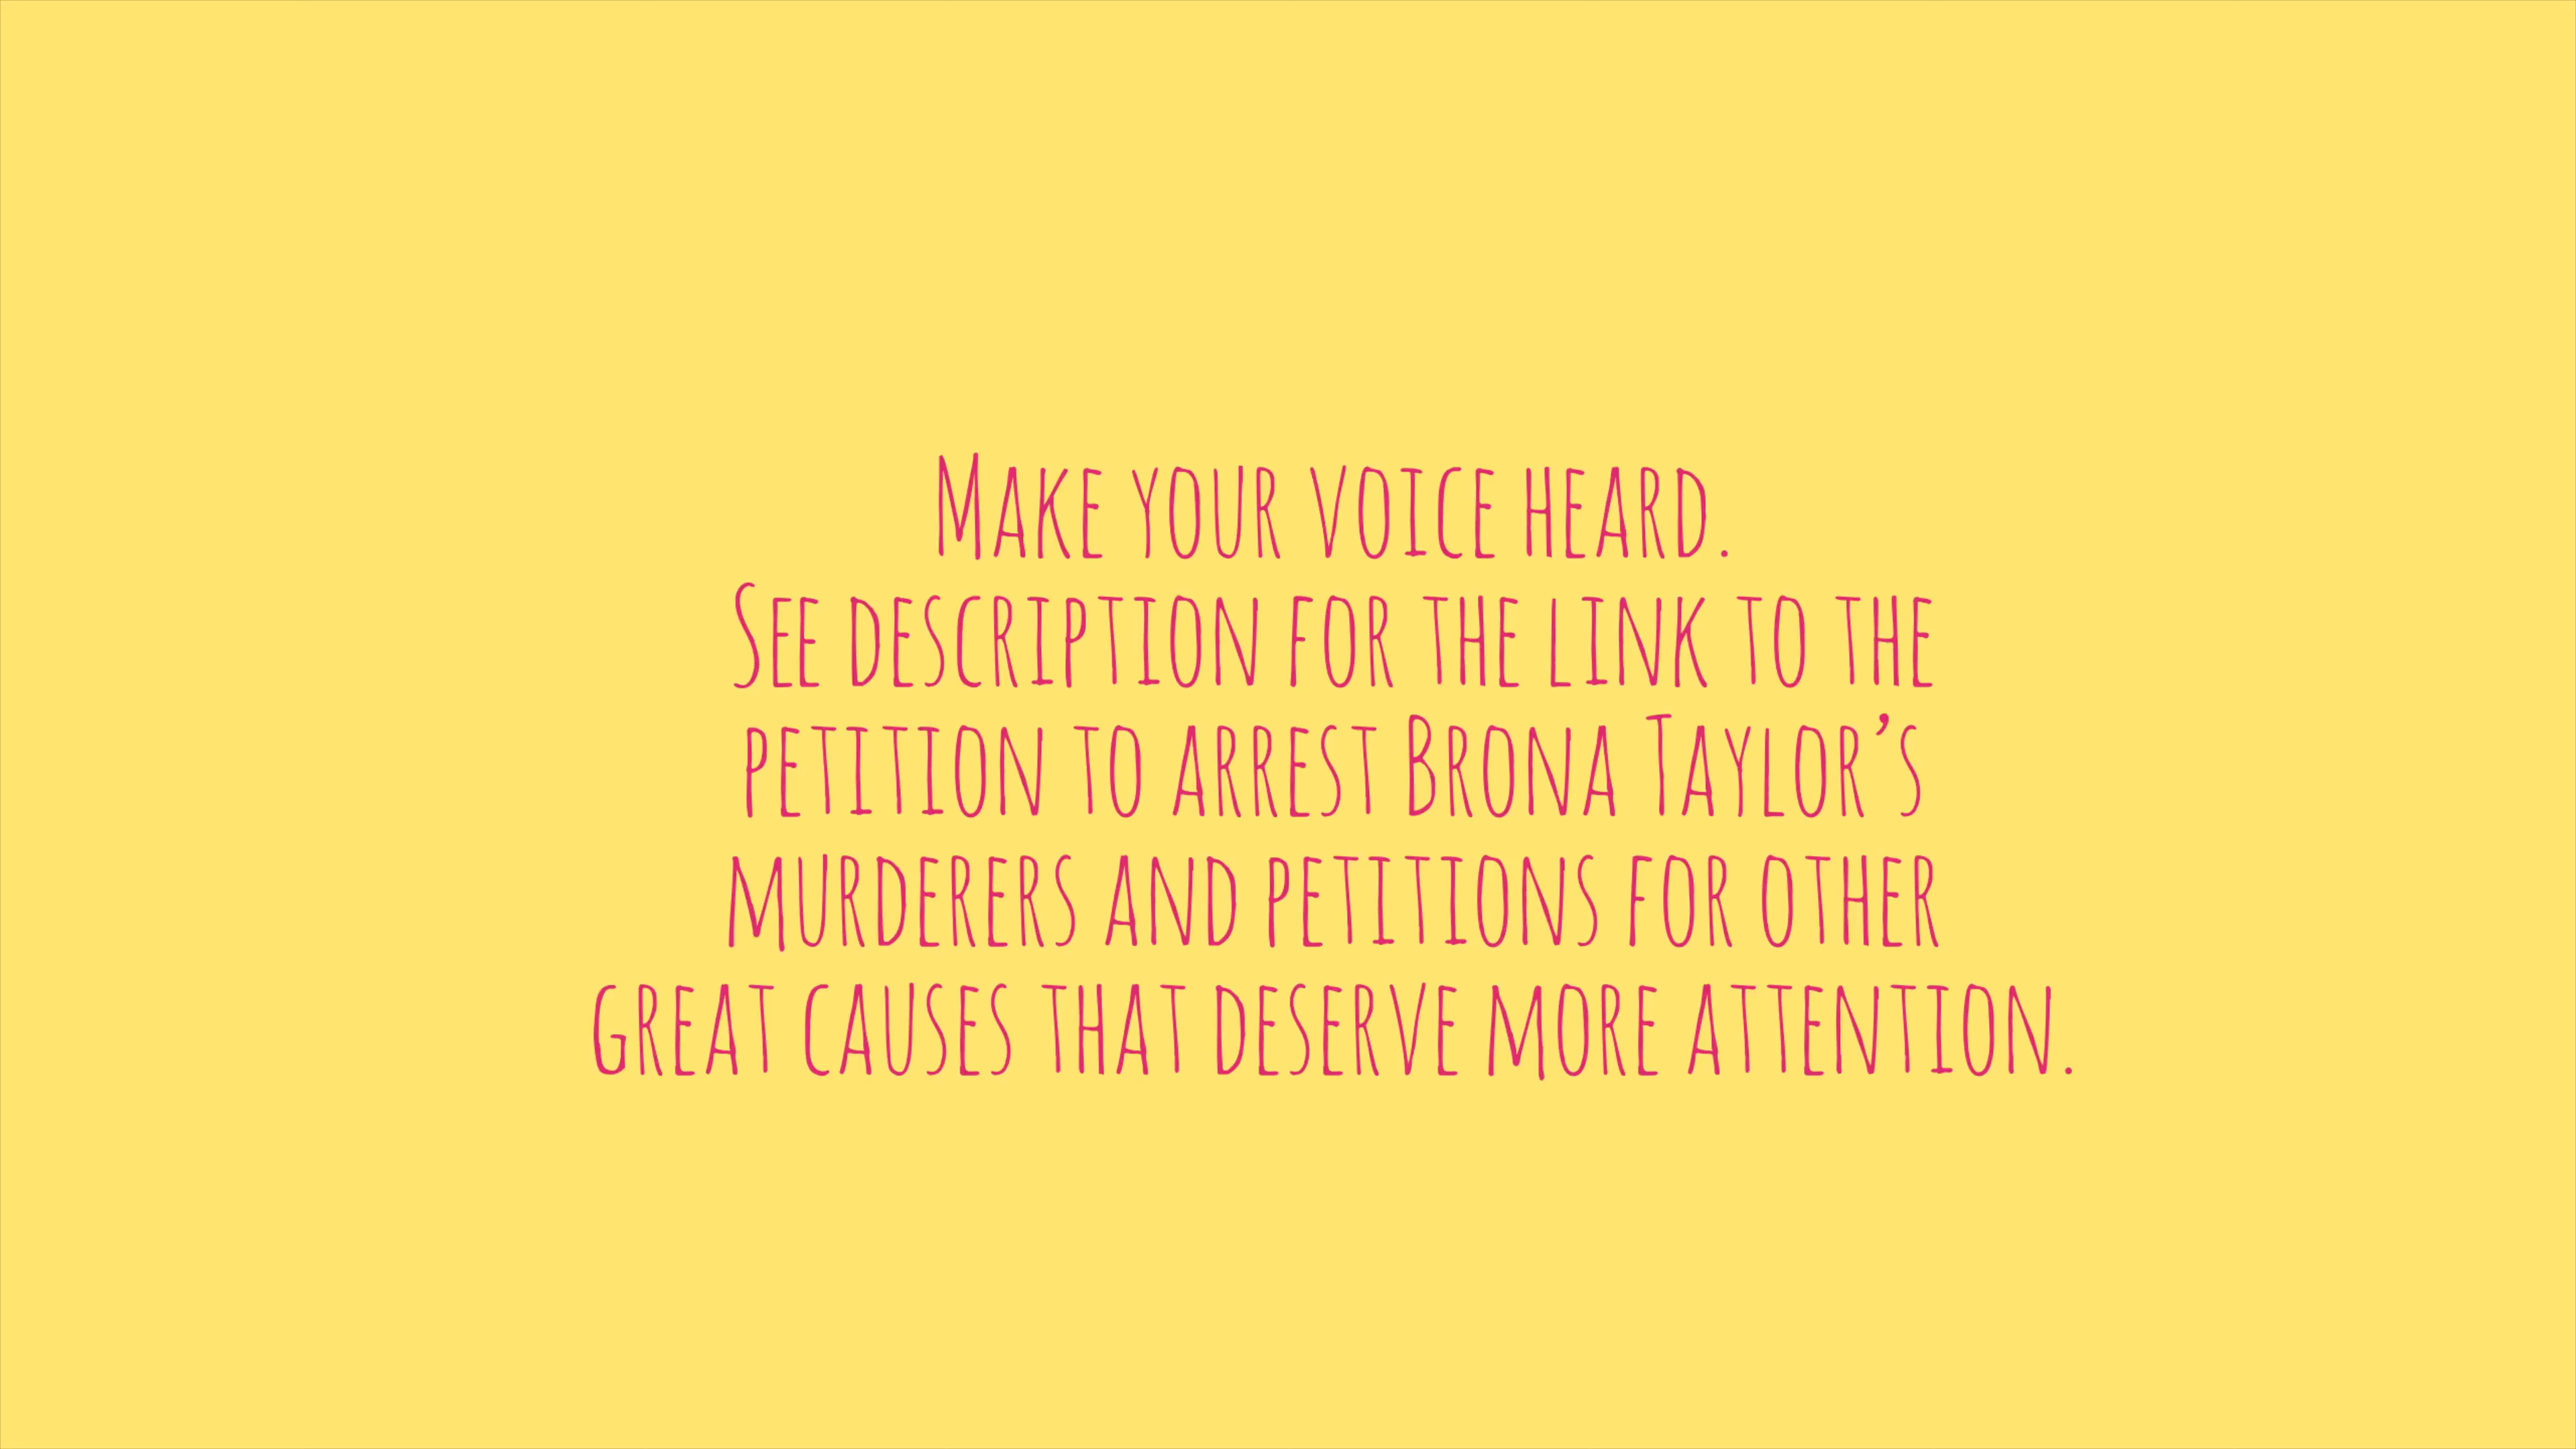 Make your voice heard.
See description for the link to the
petition to arrest Brona Taylor’s
murderers and petitions for other
great causes that deserve more attention.